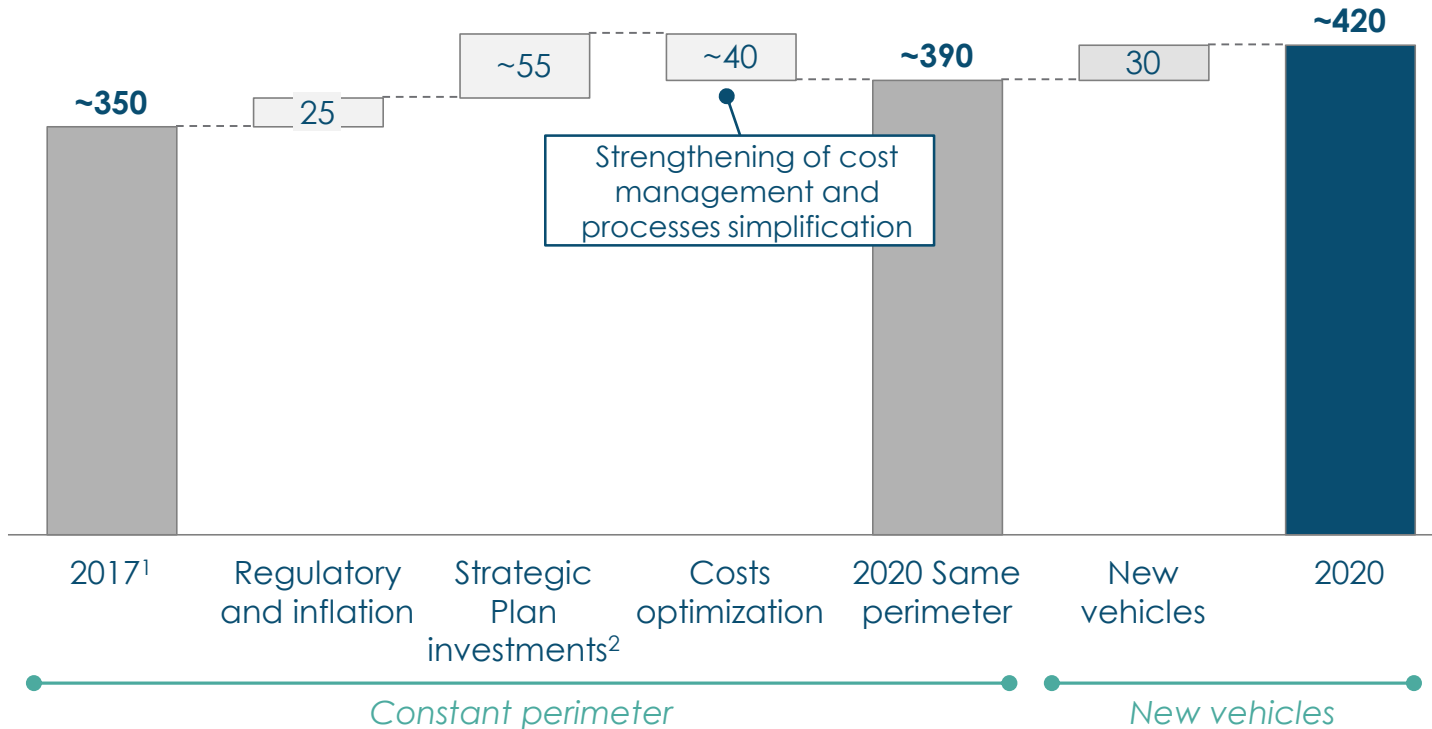 ~350
25
~55
~40
~390
30
~420
Strengthening of cost
management and
processes simplification
2017¹
Regulatory
and inflation
Strategic
Plan
investments²
Costs
optimization
2020 Same
perimeter
New
vehicles
2020
Constant perimeter
New vehicles